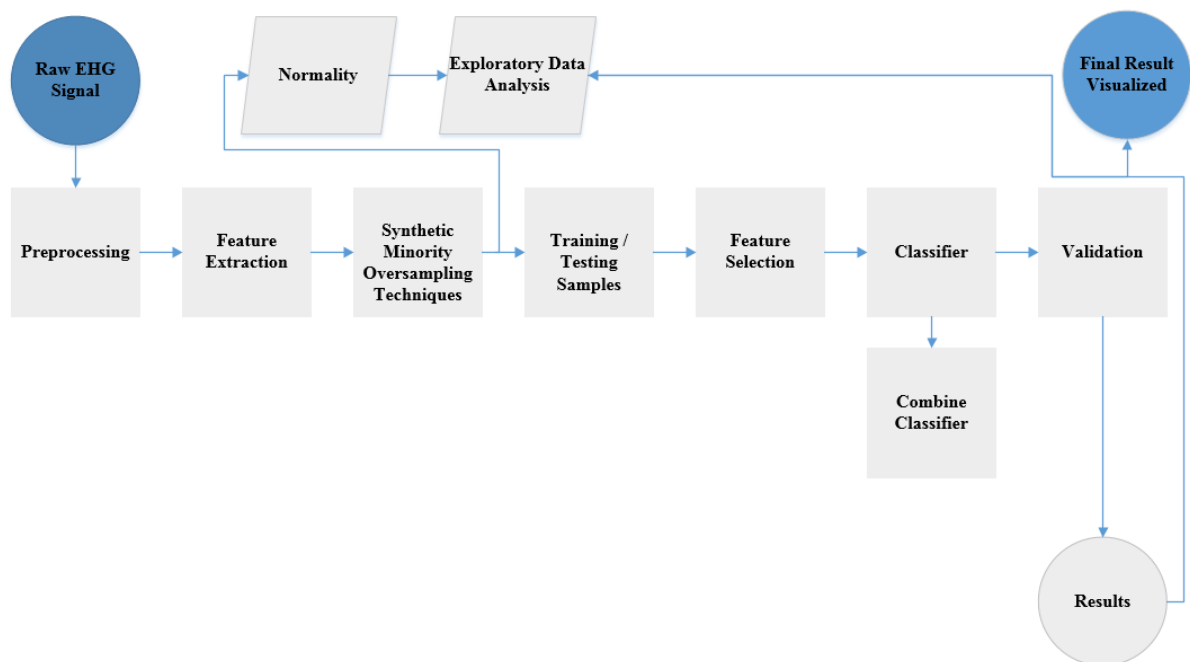 Raw EHG
Signal
Normality
Exploratory Data
Analysis
Final Result
Visualized
Preprocessing
Feature
Extraction
Synthetic
Minority
Oversampling
Techniques
Training /
Testing
Samples
Feature
Selection
Classifier
Validation
Combine
Classifier
Results